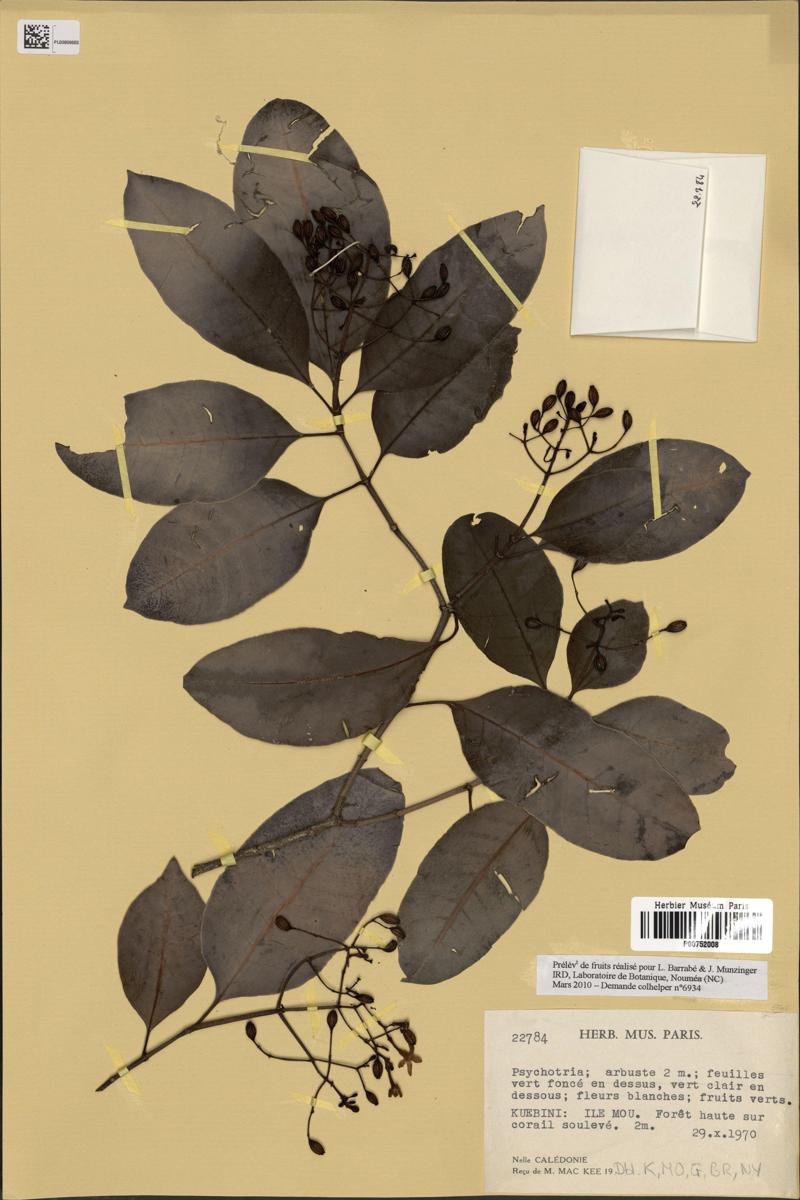 22784
Herbier Muséum Paris
P00752008
Prélèvt de fruits réalisé pour L. Barrabé & J. Munzinger
IRD, Laboratoire de Botanique, Nouméa (NC)
Mars 2010 – Demande colhelper n°6934
22784 HERB. MUS. PARIS.
Psychotria; arbuste 2 m.; feuilles
vert foncé en dessus, vert clair en
dessous; fleurs blanches; fruits verts.
KUEBINI: ILE MOU. Forêt haute sur
corail soulevé. 2m.
29.x.1970
Nelle CALÉDONIE
Reçu de M. MAC KEE 19 Dbl. K, MO, G, BR, NY